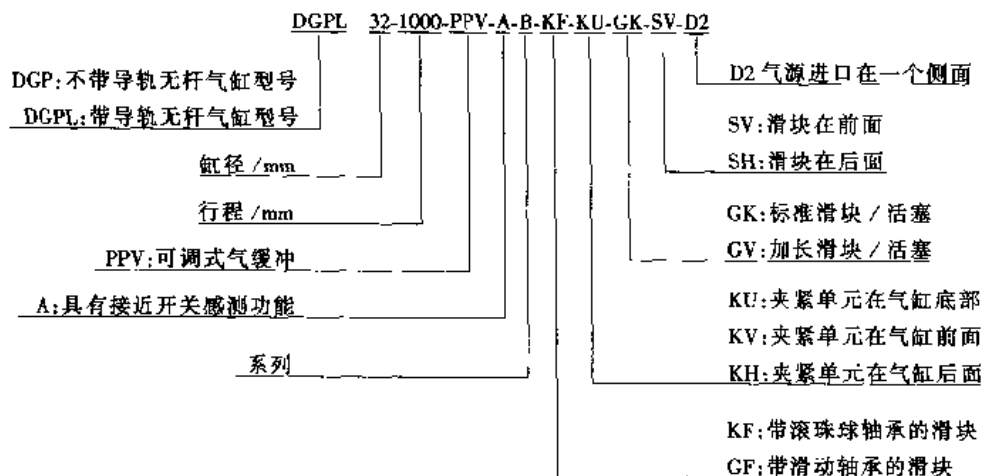 DGPL 32-1000-PPV-A-B-KF-KU-GK-SV-D2
DGP:不带导轨无杆气缸型号
DGPL:带导轨无杆气缸型号
缸径/mm
行程/mm
PPV:可调式气缓冲
A:具有接近开关感测功能
系列
D2 气源进口在一个侧面
SV:滑块在前面
SH:滑块在后面
GK:标准滑块/活塞
GV:加长滑块/活塞
KU:夹紧单元在气缸底部
KV:夹紧单元在气缸前面
KH:夹紧单元在气缸后面
KF:带滚珠球轴承的滑块
GF:带滑动轴承的滑块